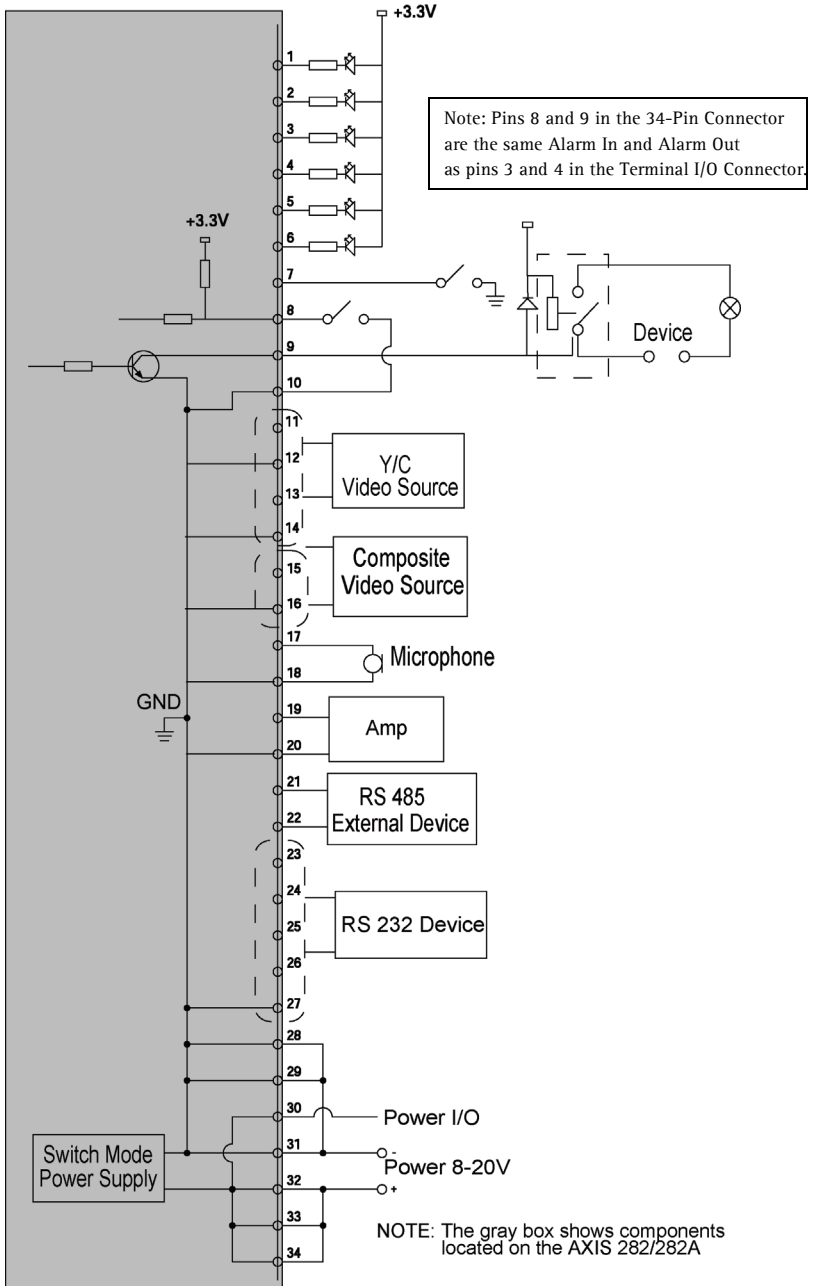 +3.3V
1
2
Note: Pins 8 and 9 in the 34-Pin Connector
are the same Alarm In and Alarm Out
as pins 3 and 4 in the Terminal I/O Connector.
3
4
5
+3.3V
6
7
8
Device
9
10
11
12
Y/C
Video Source
13
14
Composite
Video Source
15
16
17
Microphone
18
GND
19
Amp
20
21
RS 485
External Device
22
23
24
RS 232 Device
25
26
27
28
29
30
Power I/O
31
-
Switch Mode
Power Supply
Power 8-20V
32
+
33
NOTE: The gray box shows components
located on the AXIS 282/282A
34